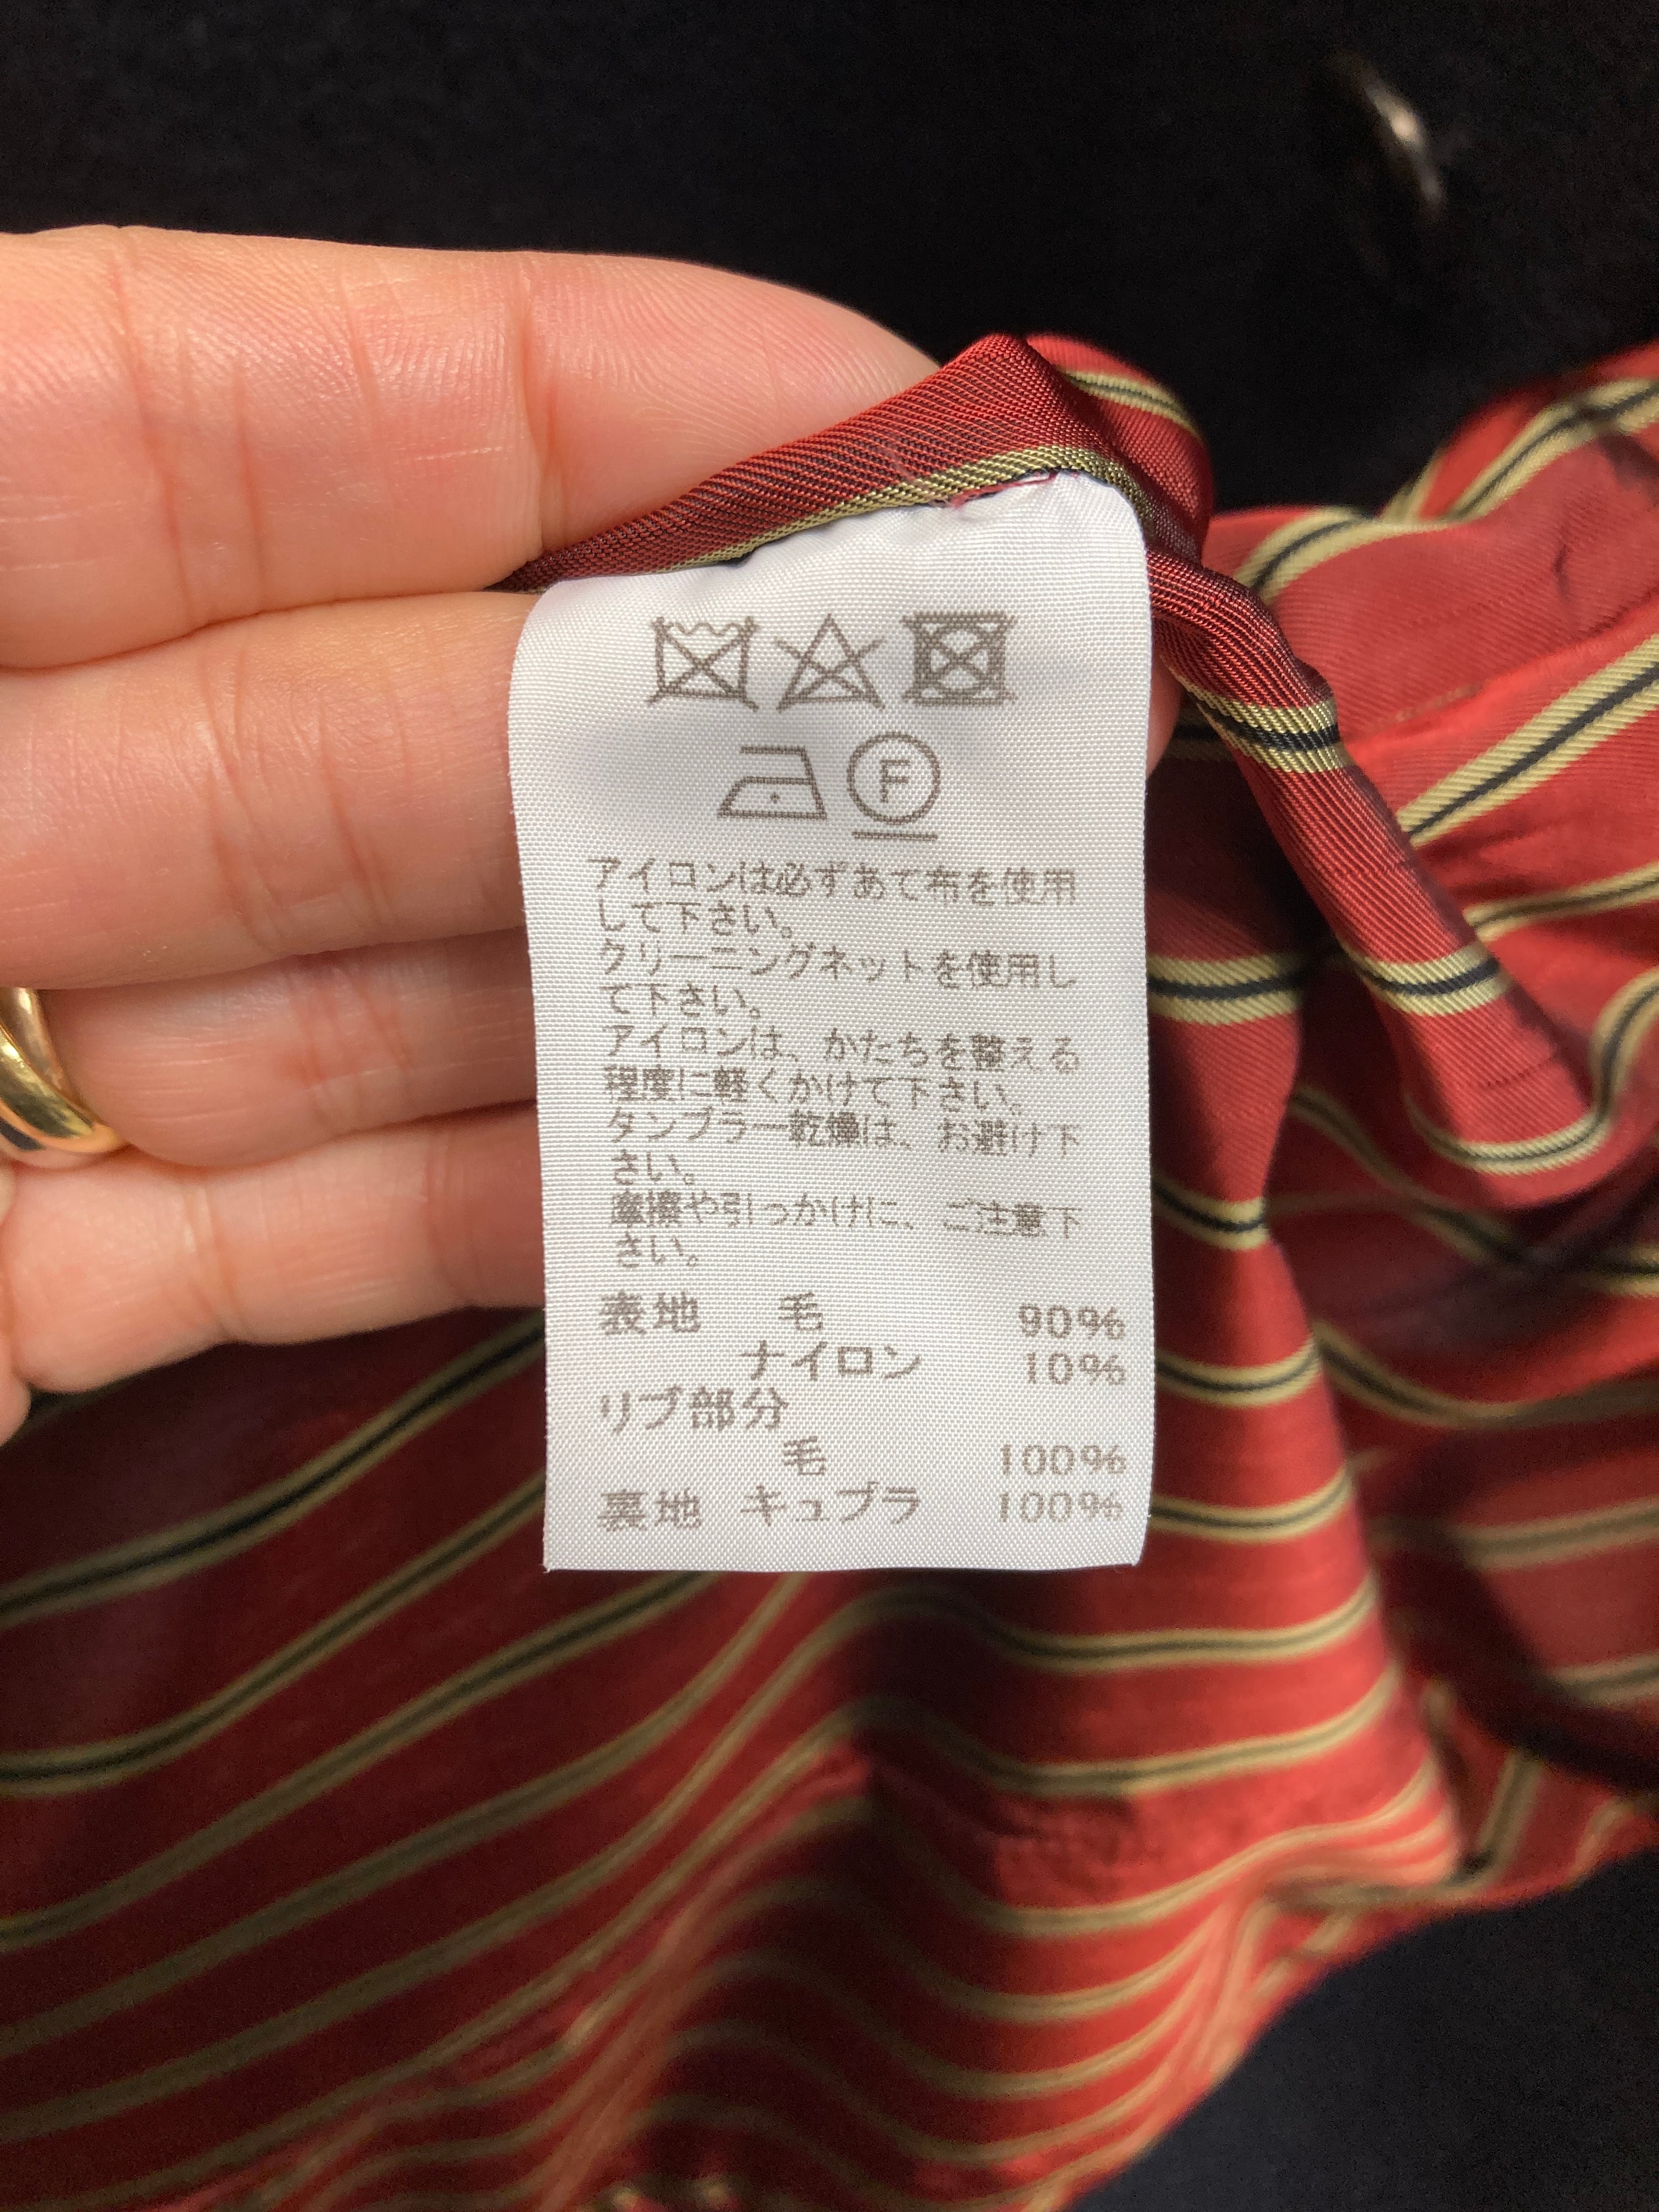 F
アイロンは必ずあて布を使用
して下さい。
クリーニングネットを使用し
て下さい。
アイロンは、かたちを整える
程度に軽くかけて下さい。
タンブラー乾燥は、お避け下
さい。
摩擦や引っかけに、ご注意下
さい。
表地 毛 90%
ナイロン 10%
リブ部分
毛 100%
裏地 キュプラ 100%